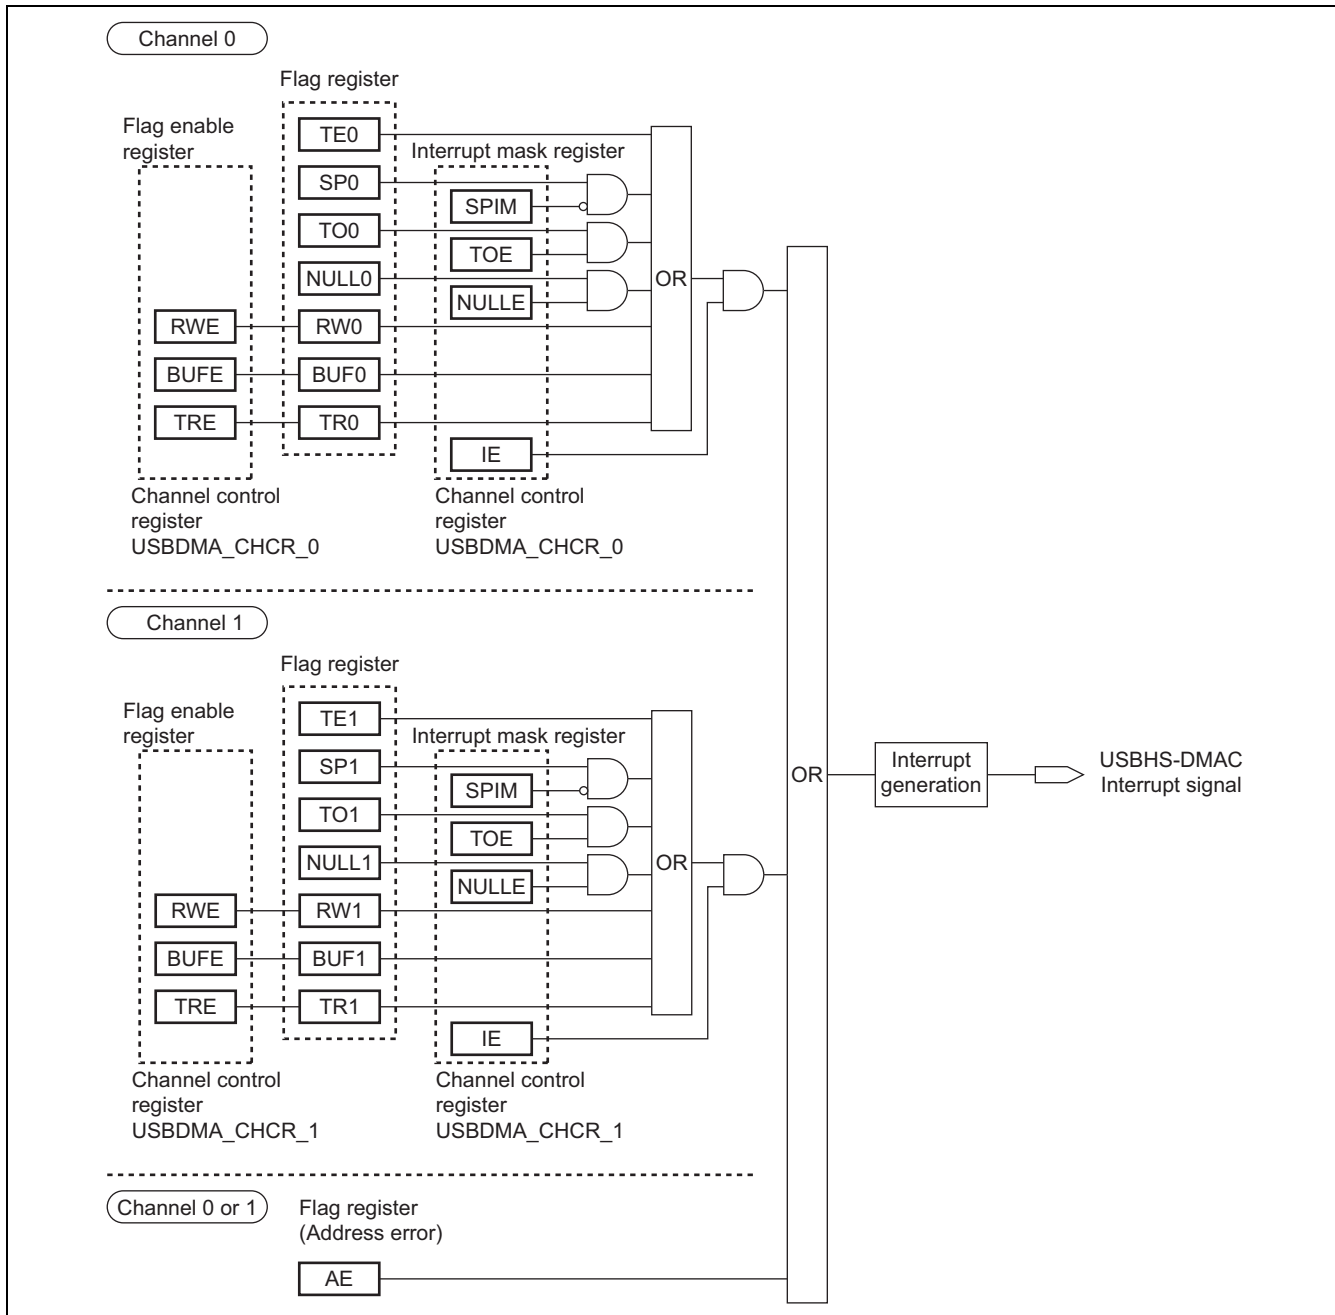 Channel 0
Flag register
Flag enable
register
TE0
Interrupt mask register
SP0
SPIM
TO0
TOE
NULL0
NULLE
OR
RWE
RW0
BUFE
BUF0
TRE
TR0
IE
Channel control
register
USBDMA_CHCR_0
Channel control
register
USBDMA_CHCR_0
Channel 1
Flag register
Flag enable
register
TE1
Interrupt mask register
SP1
SPIM
TO1
TOE
NULL1
NULLE
OR
RWE
RW1
BUFE
BUF1
TRE
TR1
IE
Channel control
register
USBDMA_CHCR_1
Channel control
register
USBDMA_CHCR_1
OR
Interrupt
generation
USBHS-DMAC
Interrupt signal
Channel 0 or 1
Flag register
(Address error)
AE